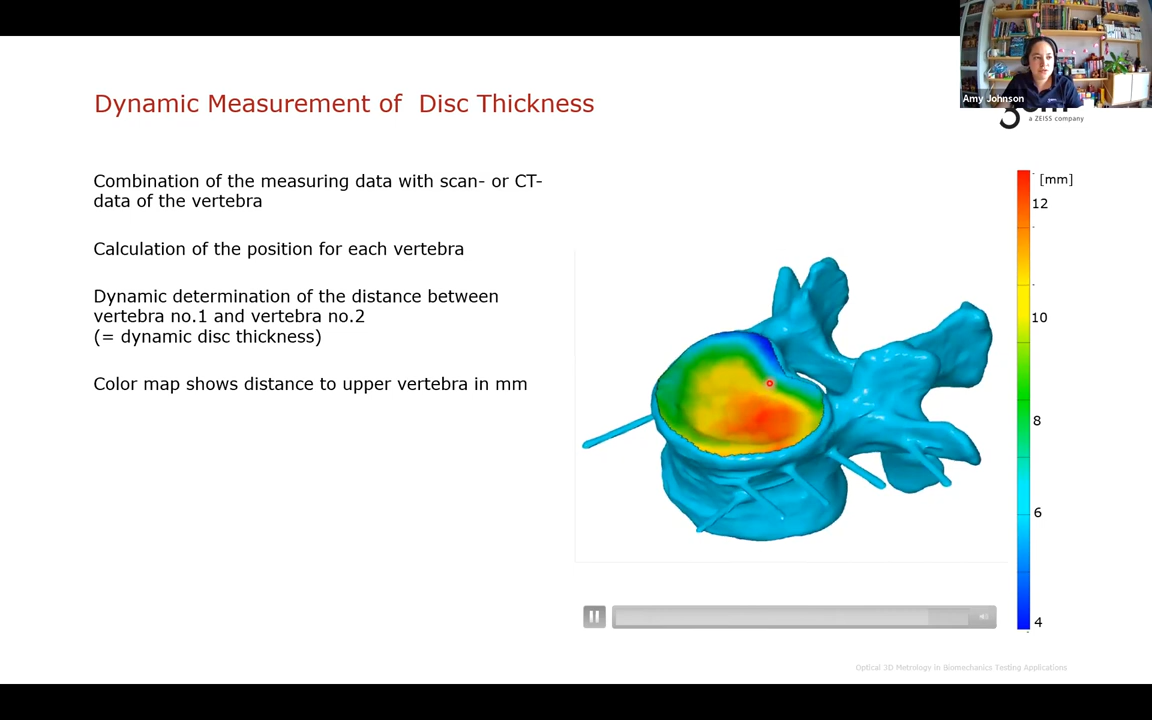 Amy Johnson
Dynamic Measurement of Disc Thickness
a ZEISS company
Combination of the measuring data with scan- or CT-
data of the vertebra
Calculation of the position for each vertebra
Dynamic determination of the distance between
vertebra no.1 and vertebra no.2
(= dynamic disc thickness)
Color map shows distance to upper vertebra in mm
[mm]
12
10
8
6
4
Optical 3D Metrology in Biomechanics Testing Applications